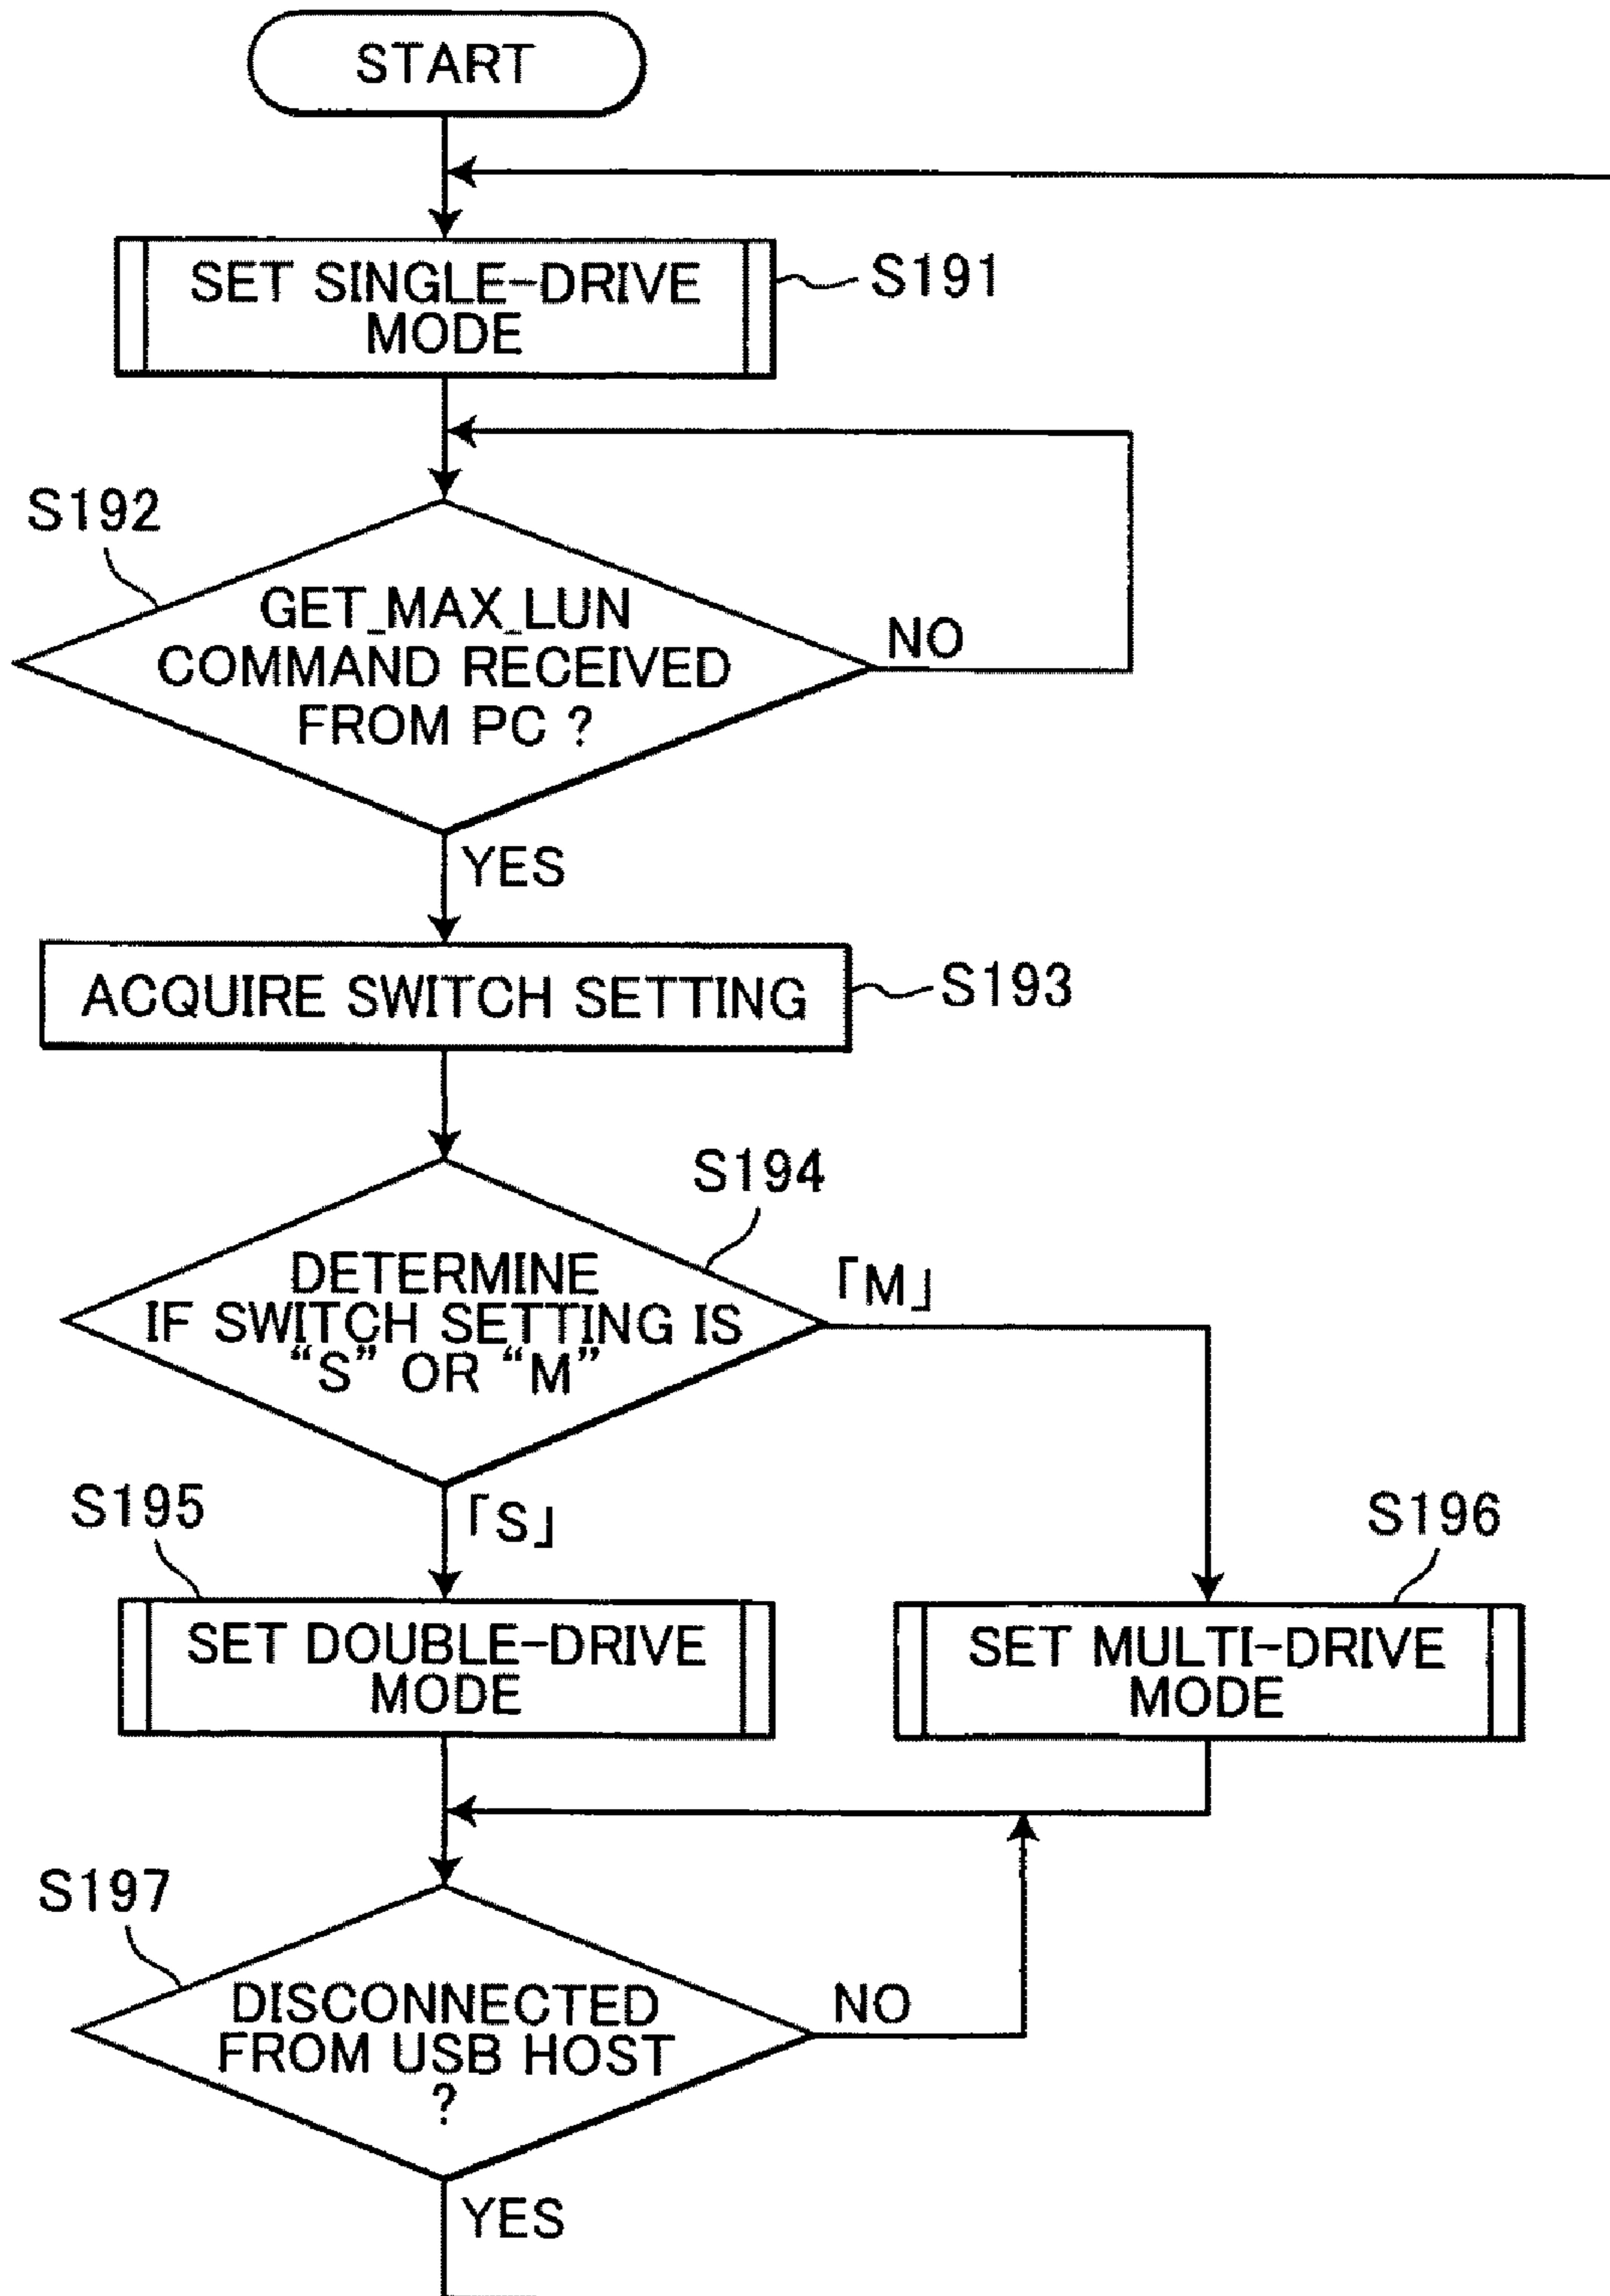 START
SET SINGLE-DRIVE
MODE
S191
S192
GET_MAX_LUN
COMMAND RECEIVED
FROM PC ?
NO
YES
ACQUIRE SWITCH SETTING
S193
S194
DETERMINE
IF SWITCH SETTING IS
“S” OR “M”
「M」
「S」
S195
SET DOUBLE-DRIVE
MODE
S196
SET MULTI-DRIVE
MODE
S197
DISCONNECTED
FROM USB HOST
?
NO
YES